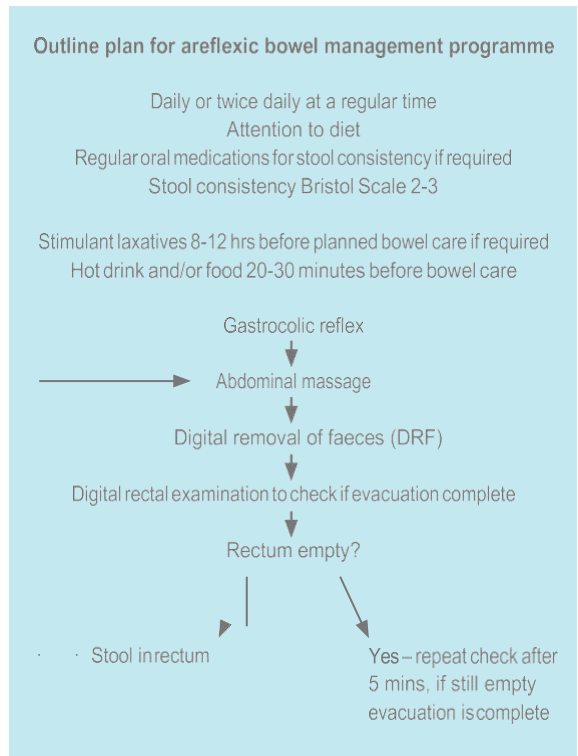 Outline plan for areflexic bowel management programme
Daily or twice daily at a regular time
Attention to diet
Regular oral medications for stool consistency if required
Stool consistency Bristol Scale 2-3
Stimulant laxatives 8-12 hrs before planned bowel care if required
Hot drink and/or food 20-30 minutes before bowel care
Gastrocolic reflex
Abdominal massage
Digital removal of faeces (DRF)
Digital rectal examination to check if evacuation complete
Rectum empty?
Stool in rectum
Yes – repeat check after
5 mins, if still empty
evacuation is complete